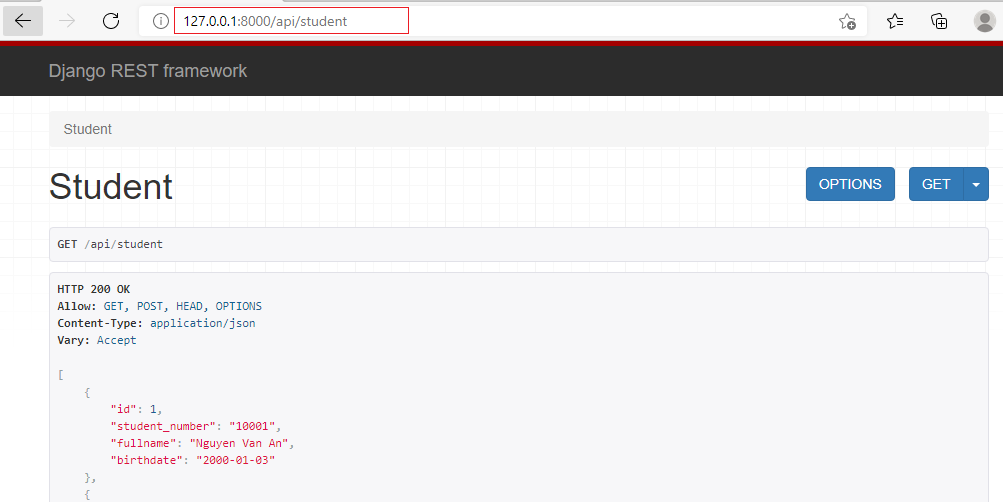 127.0.0.1:8000/api/student
Django REST framework
Student
Student
OPTIONS
GET
GET /api/student
HTTP 200 OK
Allow: GET, POST, HEAD, OPTIONS
Content-Type: application/json
Vary: Accept
[
{
"id": 1,
"student_number": "10001",
"fullname": "Nguyen Van An",
"birthdate": "2000-01-03"
},
{